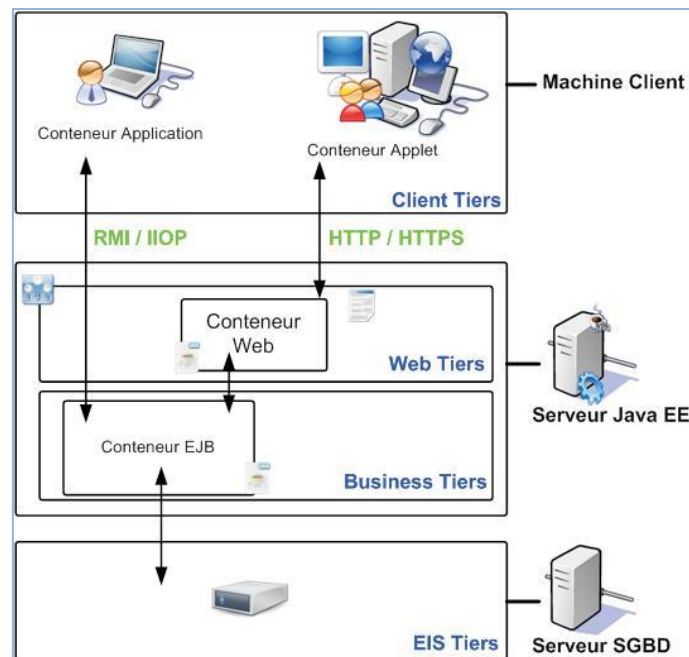 Machine Client
Conteneur Application
Conteneur Applet
Client Tiers
RMI / IIOP
HTTP / HTTPS
Conteneur
Web
Web Tiers
Serveur Java EE
Conteneur EJB
Business Tiers
EIS Tiers
Serveur SGBD